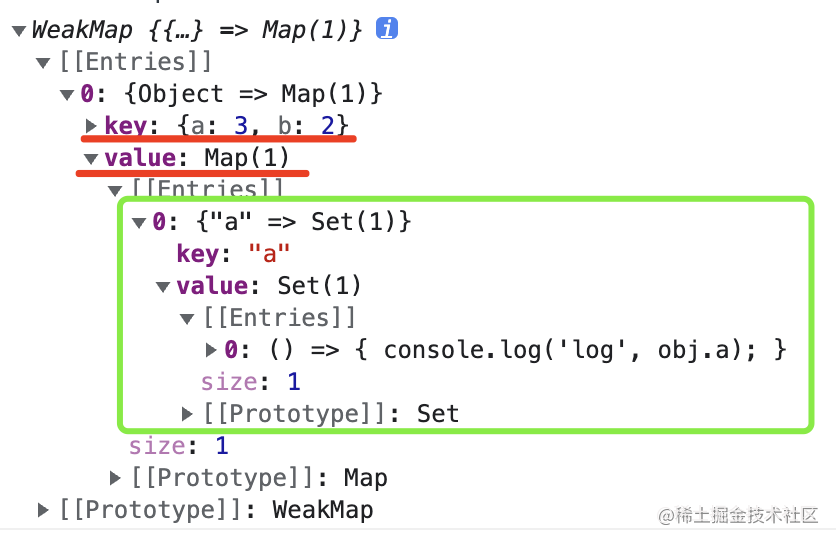 WeakMap {{…} => Map(1)} i
[[Entries]]
0: {Object => Map(1)}
key: {a: 3, b: 2}
value: Map(1)
[[Entries]]
0: {"a" => Set(1)}
key: "a"
value: Set(1)
[[Entries]]
0: () => { console.log('log', obj.a); }
size: 1
[[Prototype]]: Set
size: 1
[[Prototype]]: Map
[[Prototype]]: WeakMap
@稀土掘金技术社区